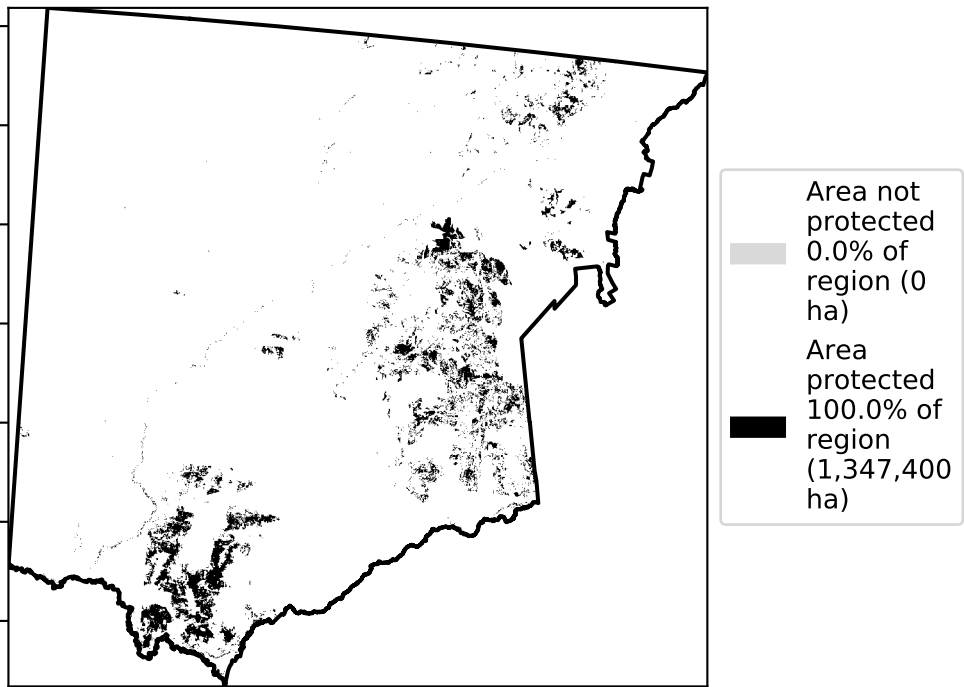 Area not
protected
0.0% of
region (0
ha)
Area
protected
100.0% of
region
(1,347,400
ha)